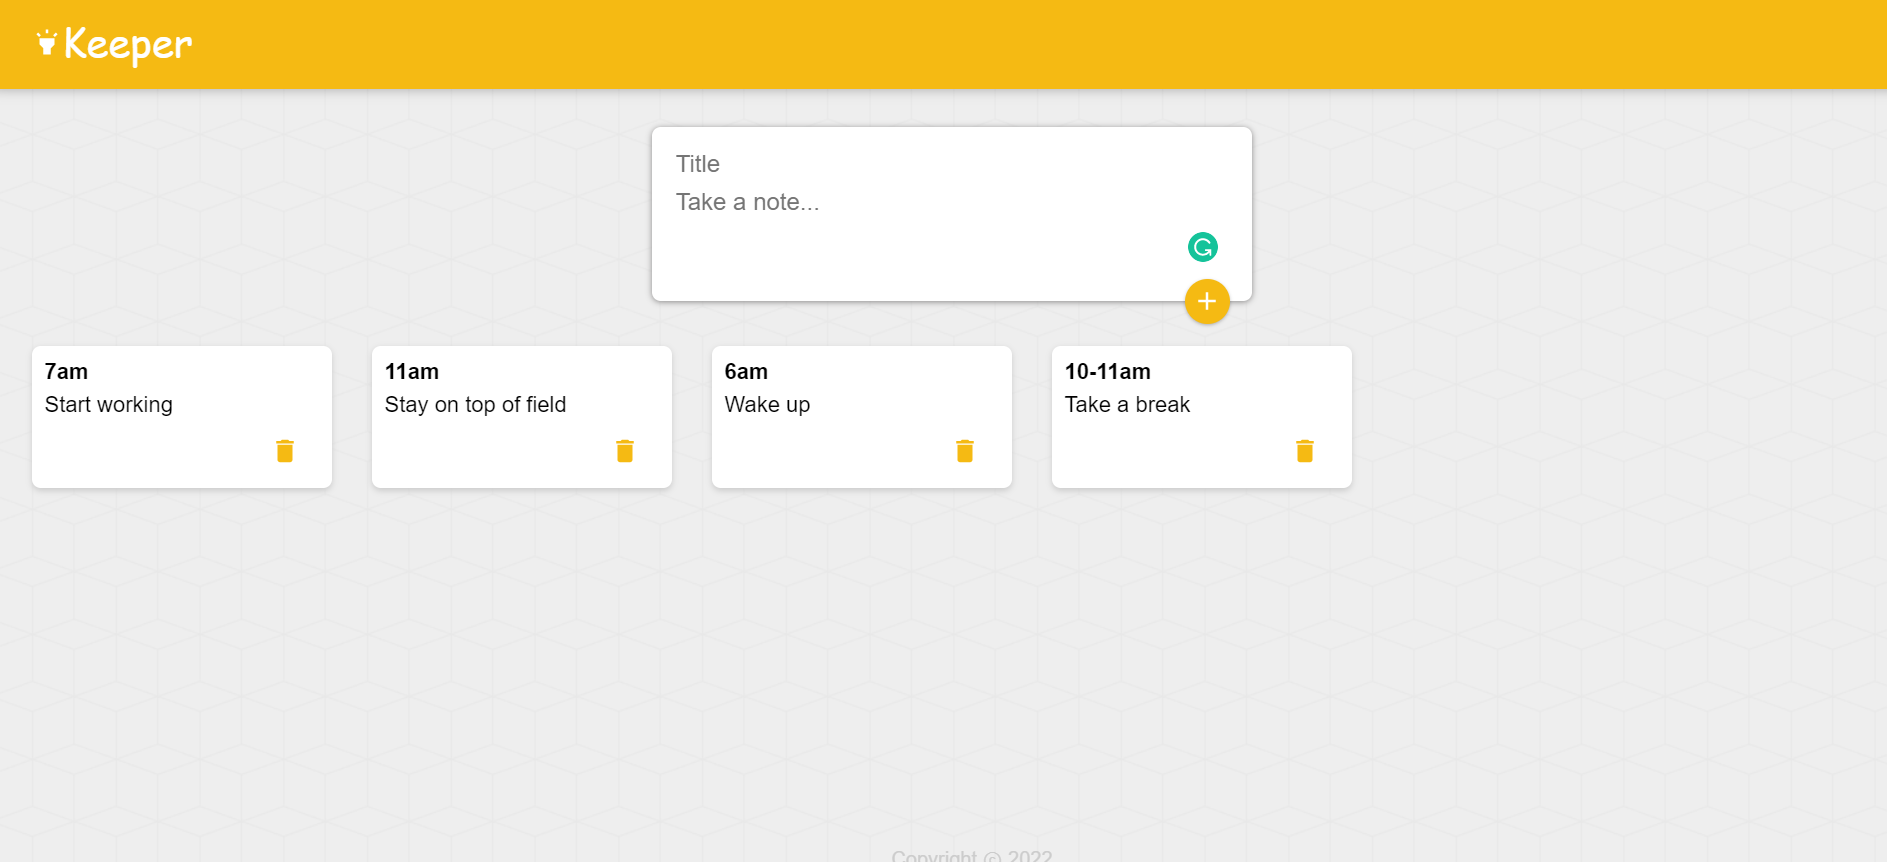 Keeper
Title
Take a note...
7am
Start working
11am
Stay on top of field
6am
Wake up
10-11am
Take a break
Copyright © 2022